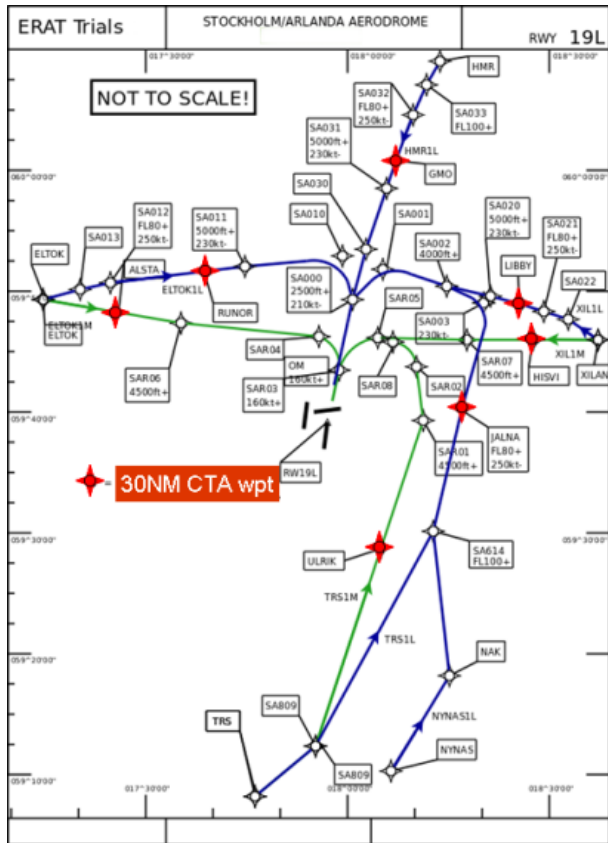 ERAT Trials
STOCKHOLM/ARLANDA AERODROME
RWY 19L
017°30'00"
018°00'00"
018°30'00"
NOT TO SCALE!
HMR
SA032
FL80+
250kt-
SA033
FL100+
SA031
5000ft+
230kt-
HMR1L
GMO
060°00'00"
060°00'00"
SA030
SA010
SA001
SA020
5000ft+
230kt-
SA021
FL80+
250kt-
SA012
FL80+
250kt-
SA011
5000ft+
230kt-
SA013
ELTOK
SA002
4000ft+
LIBBY
SA022
ALSTA
ELTOK1L
RUNOR
SA000
2500ft+
210kt-
XIL1L
SAR05
SA003
230kt-
ELTOK1M
ELTOK
SAR04
OM
160kt+
SAR06
4500ft+
SAR03
160kt+
SAR08
SAR02
SAR07
4500ft+
HISVI
XIL1M
XILAN
059°40'00"
059°40'00"
SAR01
4500ft+
JALNA
FL80+
250kt-
RW19L
= 30NM CTA wpt
059°30'00"
059°30'00"
ULRIK
SA614
FL100+
TRS1M
TRS1L
059°20'00"
059°20'00"
NAK
SA809
TRS
NYNAS1L
SA809
NYNAS
059°10'00"
059°10'00"
017°30'00"
018°00'00"
018°30'00"